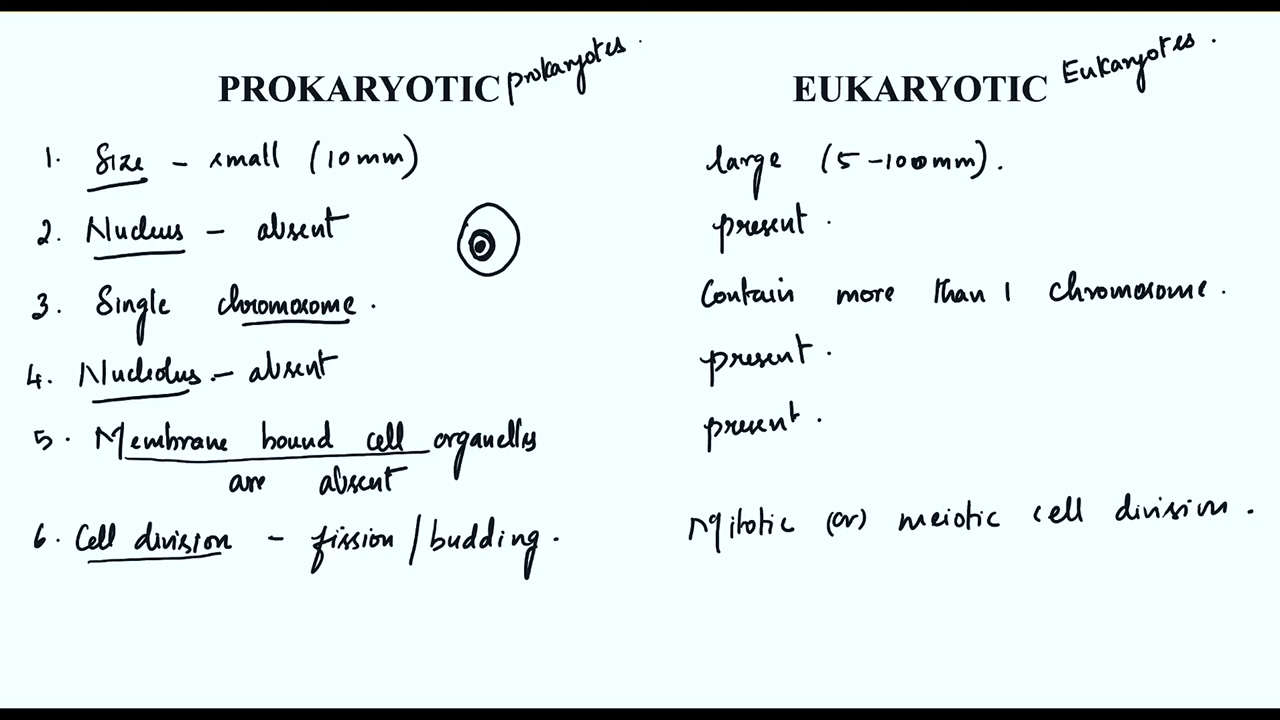 PROKARYOTIC prokaryotes.
EUKARYOTIC Eukaryotes.
1. Size - small (10mm)
large (5-100mm).
2. Nucleus - absent
present.
3. Single chromosome.
Contain more than 1 chromosome.
4. Nucleolus - absent
present.
5. Membrane bound cell organelles
are absent
present.
6. Cell division - fission/budding.
Mitotic (or) meiotic cell division.